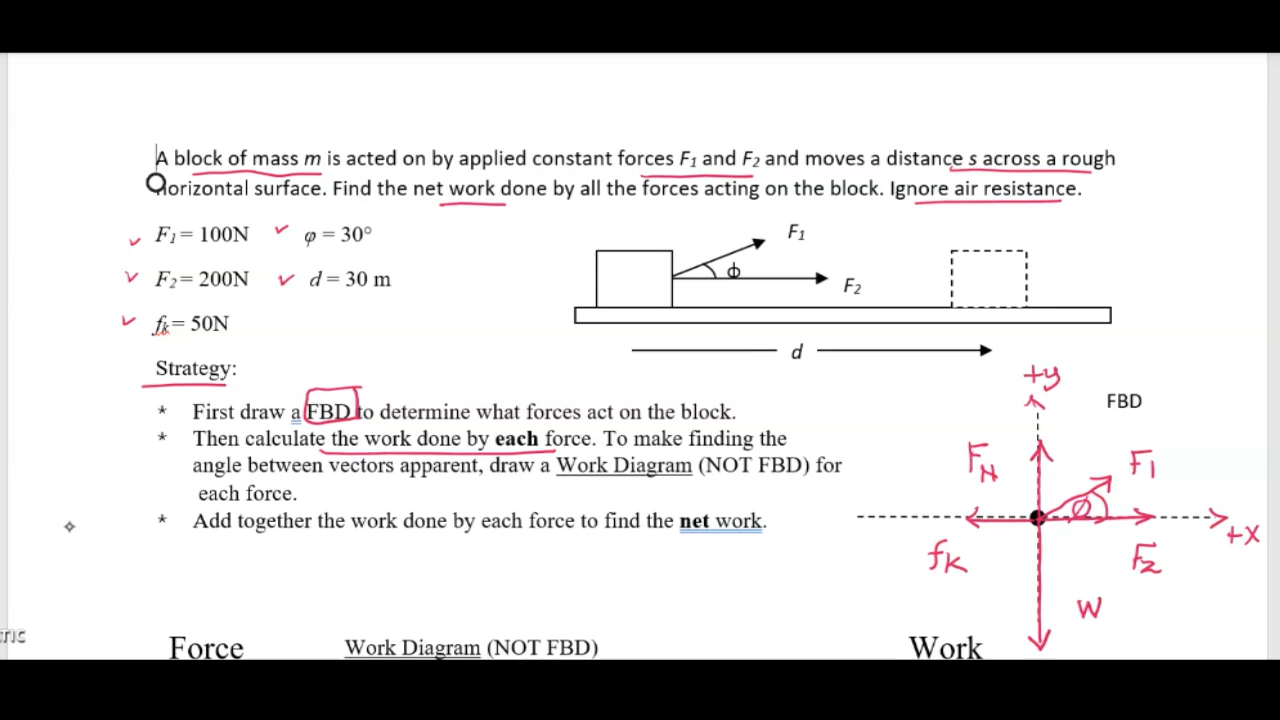 A block of mass m is acted on by applied constant forces F1 and F2 and moves a distance s across a rough
horizontal surface. Find the net work done by all the forces acting on the block. Ignore air resistance.
F1= 100N φ = 30°
F2= 200N d = 30 m
fk= 50N
F1
ϕ
F2
d
Strategy:
* First draw a FBD to determine what forces act on the block.
* Then calculate the work done by each force. To make finding the
angle between vectors apparent, draw a Work Diagram (NOT FBD) for
each force.
* Add together the work done by each force to find the net work.
+y
FBD
FN
F1
Ø
+x
fK
F2
W
TIC
Force Work Diagram (NOT FBD) Work